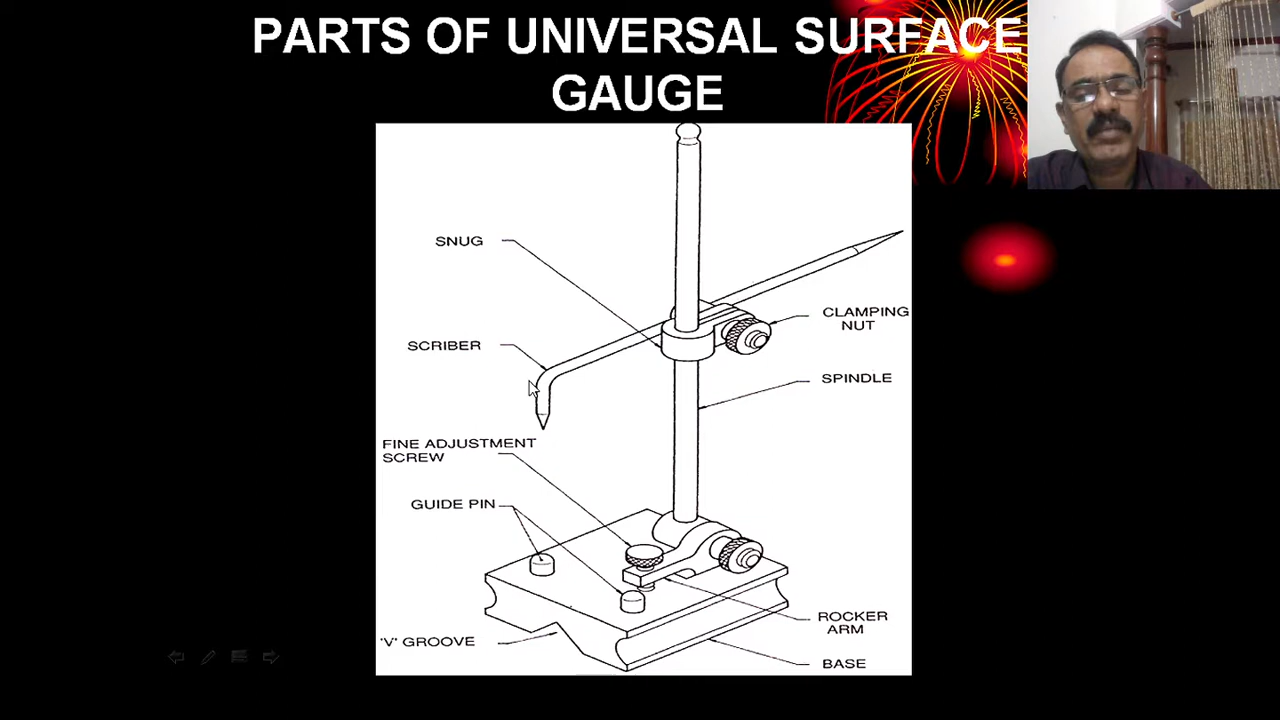 PARTS OF UNIVERSAL SURFACE
GAUGE
SNUG
CLAMPING
NUT
SCRIBER
SPINDLE
FINE ADJUSTMENT
SCREW
GUIDE PIN
ROCKER
ARM
'V' GROOVE
BASE